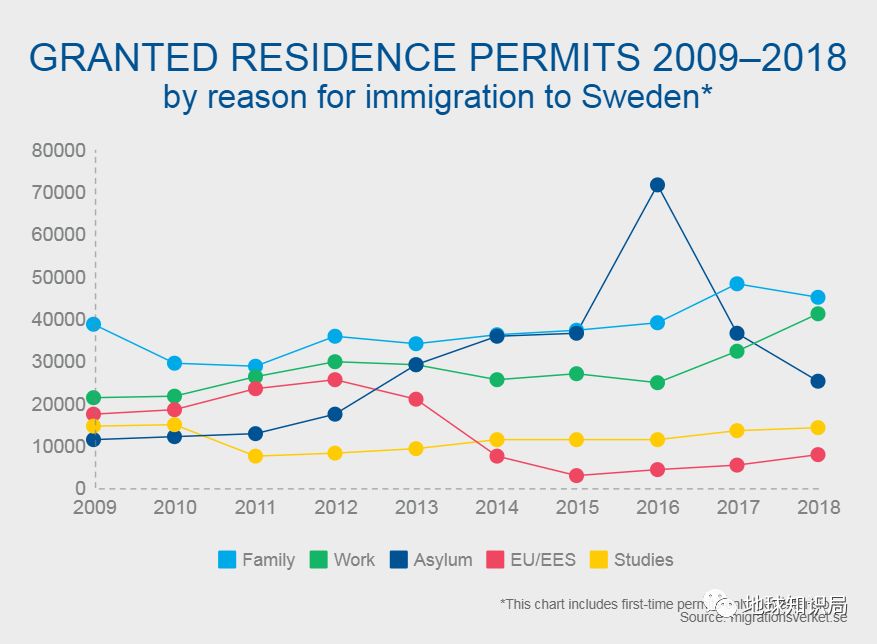 GRANTED RESIDENCE PERMITS 2009–2018
by reason for immigration to Sweden*
80000
70000
60000
50000
40000
30000
20000
10000
0
2009 2010 2011 2012 2013 2014 2015 2016 2017 2018
Family Work Asylum EU/EES Studies
*This chart includes first-time
地球知识局
Source: migrationsverket.se